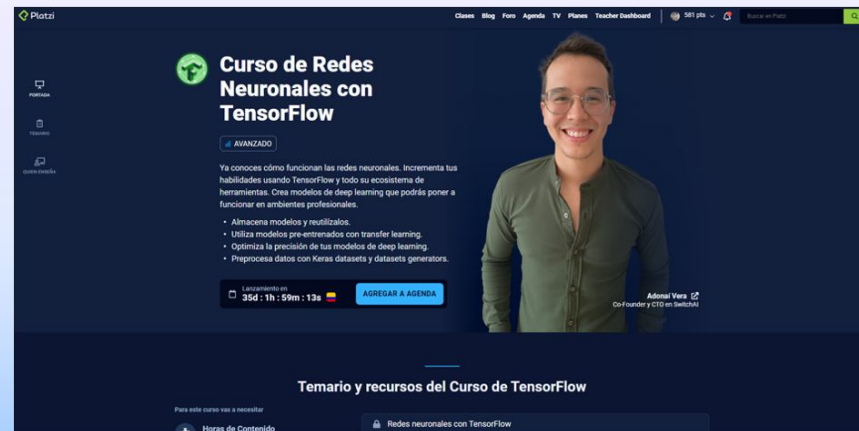 Platzi
Clases Blog Foro Agenda TV Planes Teacher Dashboard 581 pts Buscar en Platzi
PORTADA
TEMARIO
QUIEN ENSEÑA
Curso de Redes
Neuronales con
TensorFlow
AVANZADO
Ya conoces cómo funcionan las redes neuronales. Incrementa tus
habilidades usando TensorFlow y todo su ecosistema de
herramientas. Crea modelos de deep learning que podrás poner a
funcionar en ambientes profesionales.
• Almacena modelos y reutilízalos.
• Utiliza modelos pre-entrenados con transfer learning.
• Optimiza la precisión de tus modelos de deep learning.
• Preprocesa datos con Keras datasets y datasets generators.
Lanzamiento en
35d : 1h : 59m : 13s
AGREGAR A AGENDA
Adonaí Vera
Co-Founder y CTO en SwitchAI
Temario y recursos del Curso de TensorFlow
Para este curso vas a necesitar
Horas de Contenido
Redes neuronales con TensorFlow